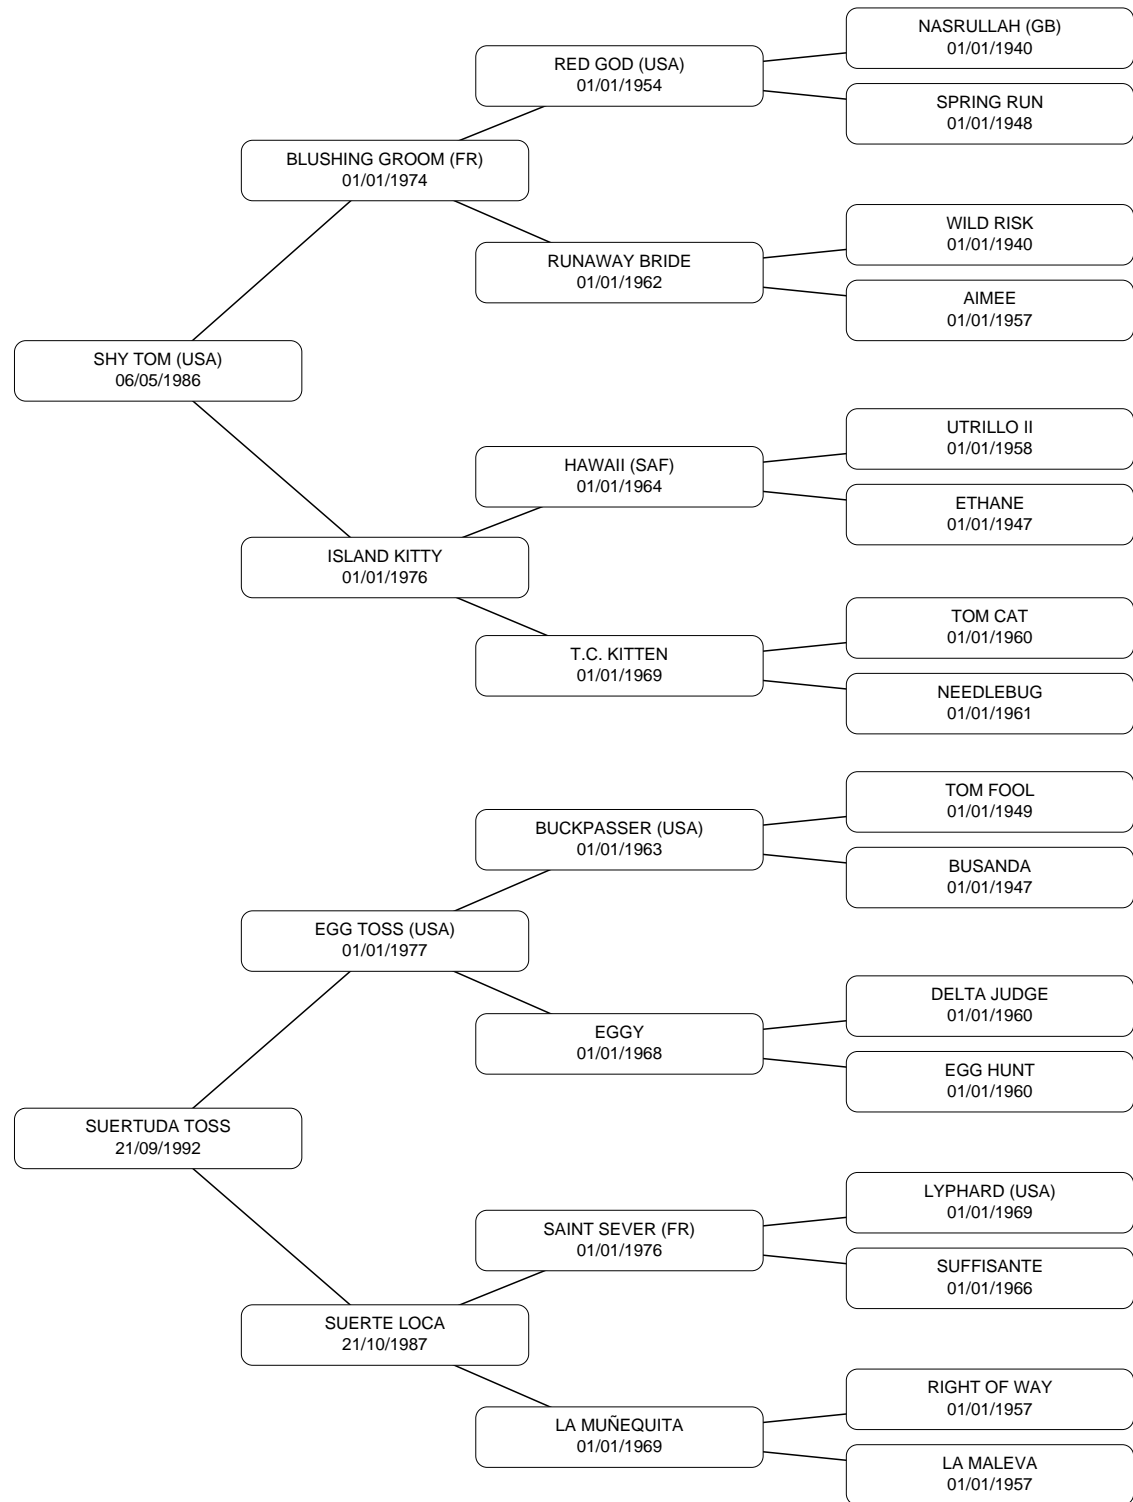 NASRULLAH (GB)
01/01/1940
RED GOD (USA)
01/01/1954
SPRING RUN
01/01/1948
BLUSHING GROOM (FR)
01/01/1974
WILD RISK
01/01/1940
RUNAWAY BRIDE
01/01/1962
AIMEE
01/01/1957
SHY TOM (USA)
06/05/1986
UTRILLO II
01/01/1958
HAWAII (SAF)
01/01/1964
ETHANE
01/01/1947
ISLAND KITTY
01/01/1976
TOM CAT
01/01/1960
T.C. KITTEN
01/01/1969
NEEDLEBUG
01/01/1961
TOM FOOL
01/01/1949
BUCKPASSER (USA)
01/01/1963
BUSANDA
01/01/1947
EGG TOSS (USA)
01/01/1977
DELTA JUDGE
01/01/1960
EGGY
01/01/1968
EGG HUNT
01/01/1960
SUERTUDA TOSS
21/09/1992
LYPHARD (USA)
01/01/1969
SAINT SEVER (FR)
01/01/1976
SUFFISANTE
01/01/1966
SUERTE LOCA
21/10/1987
RIGHT OF WAY
01/01/1957
LA MUÑEQUITA
01/01/1969
LA MALEVA
01/01/1957